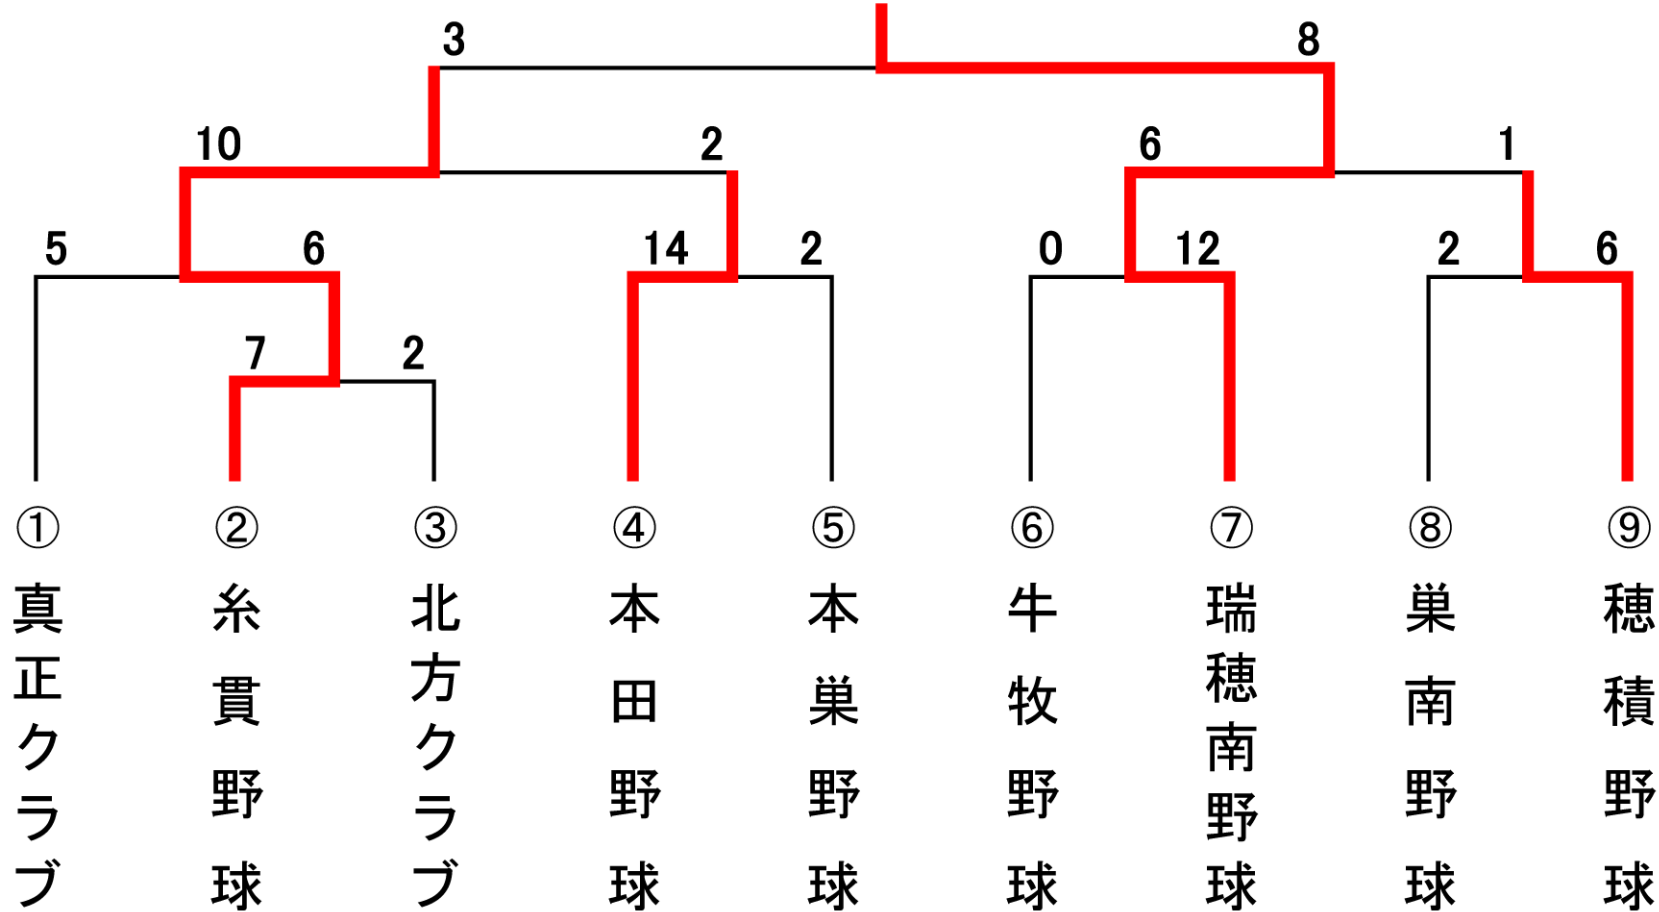 3 8
10 2 6 1
5 6 14 2 0 12 2 6
7 2
① ② ③ ④ ⑤ ⑥ ⑦ ⑧ ⑨
真正クラブ
糸貫野球
北方クラブ
本田野球
本巣野球
牛牧野球
瑞穂南野球
巣南野球
穂積野球